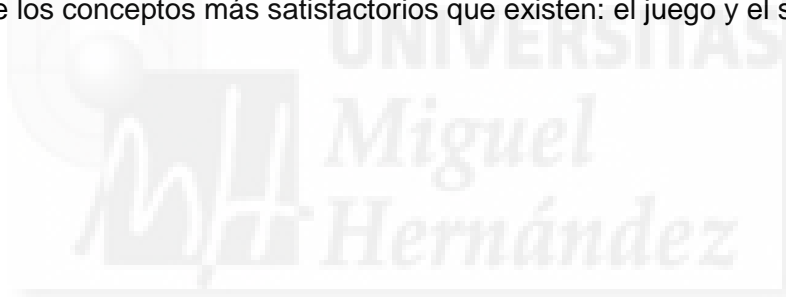 los conceptos más satisfactorios que existen: el juego y el
UNIVERSITAS
Miguel
Hernández